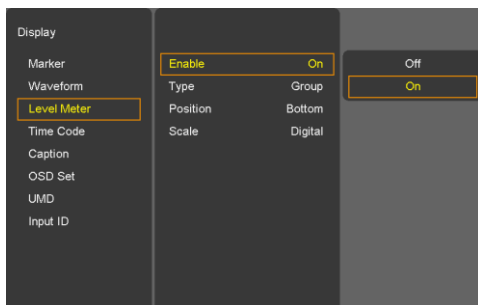 Display
Marker
Waveform
Level Meter
Time Code
Caption
OSD Set
UMD
Input ID
Enable On
Type Group
Position Bottom
Scale Digital
Off
On